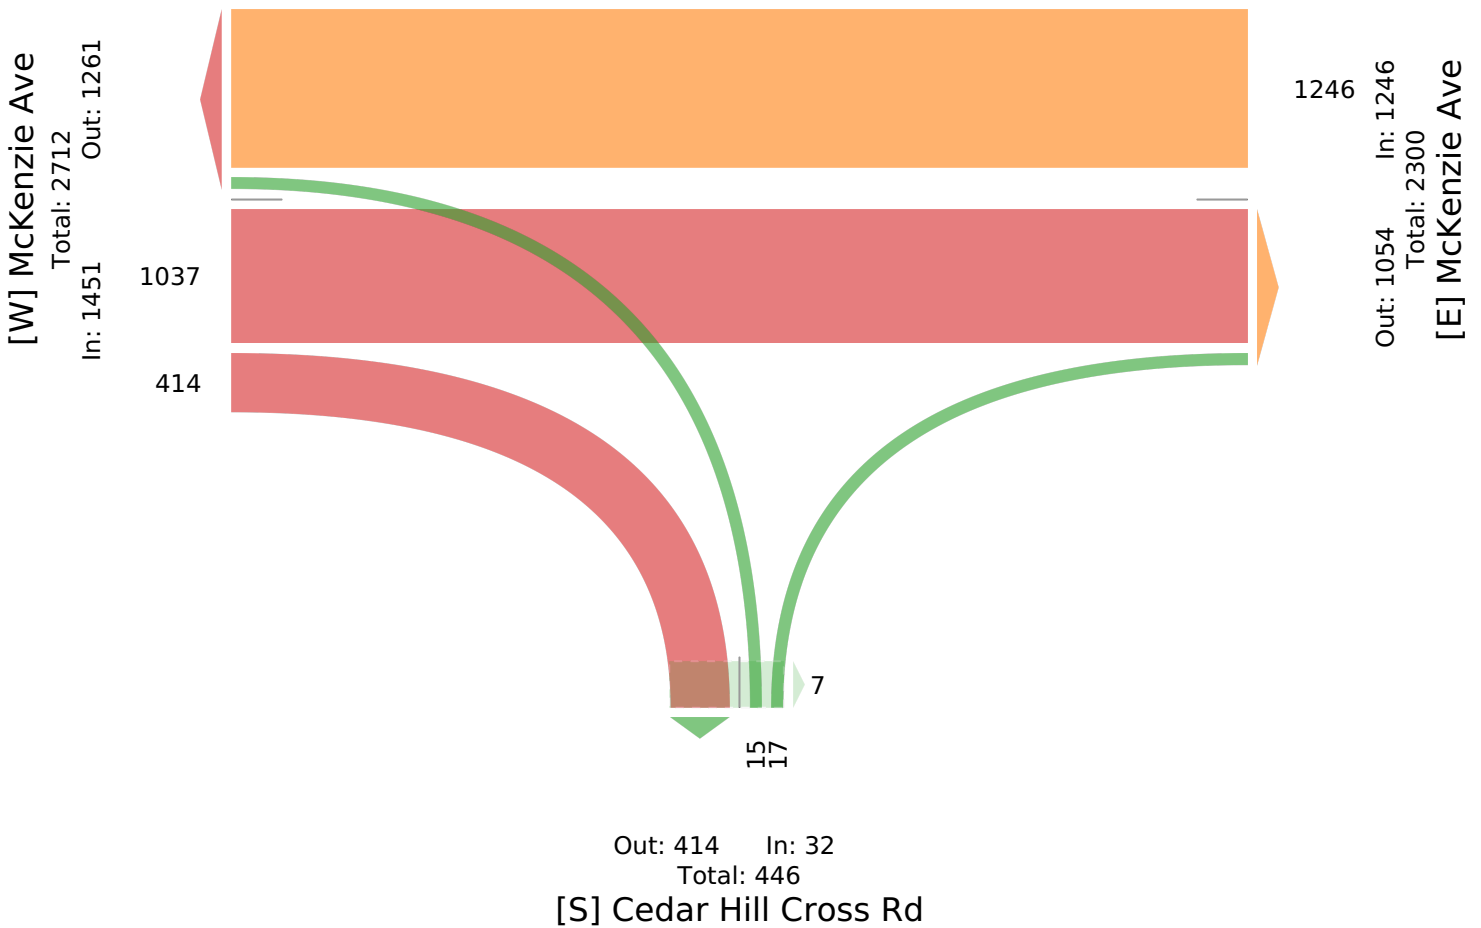 [W] McKenzie Ave
Total: 2712
Out: 1261
In: 1451
1037
414
1246
In: 1246
Out: 1054
Total: 2300
[E] McKenzie Ave
7
15
17
Out: 414 In: 32
Total: 446
[S] Cedar Hill Cross Rd